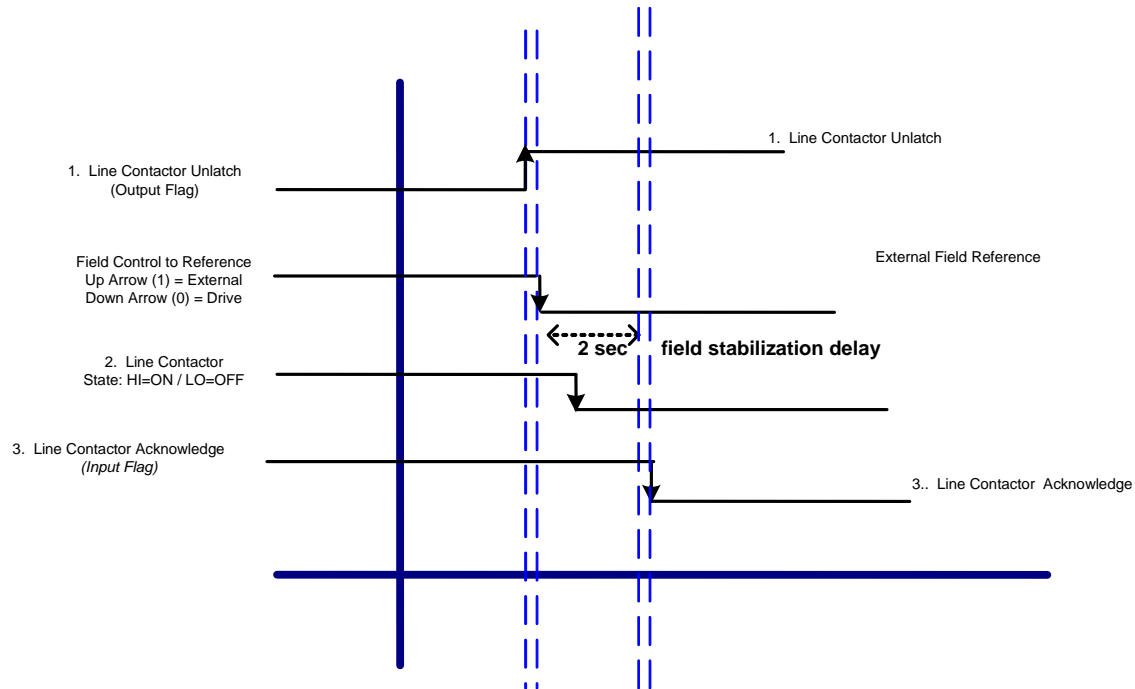 1. Line Contactor Unlatch
1. Line Contactor Unlatch
(Output Flag)
Field Control to Reference
Up Arrow (1) = External
Down Arrow (0) = Drive
External Field Reference
2 sec field stabilization delay
2. Line Contactor
State: HI=ON / LO=OFF
3. Line Contactor Acknowledge
(Input Flag)
3.. Line Contactor Acknowledge